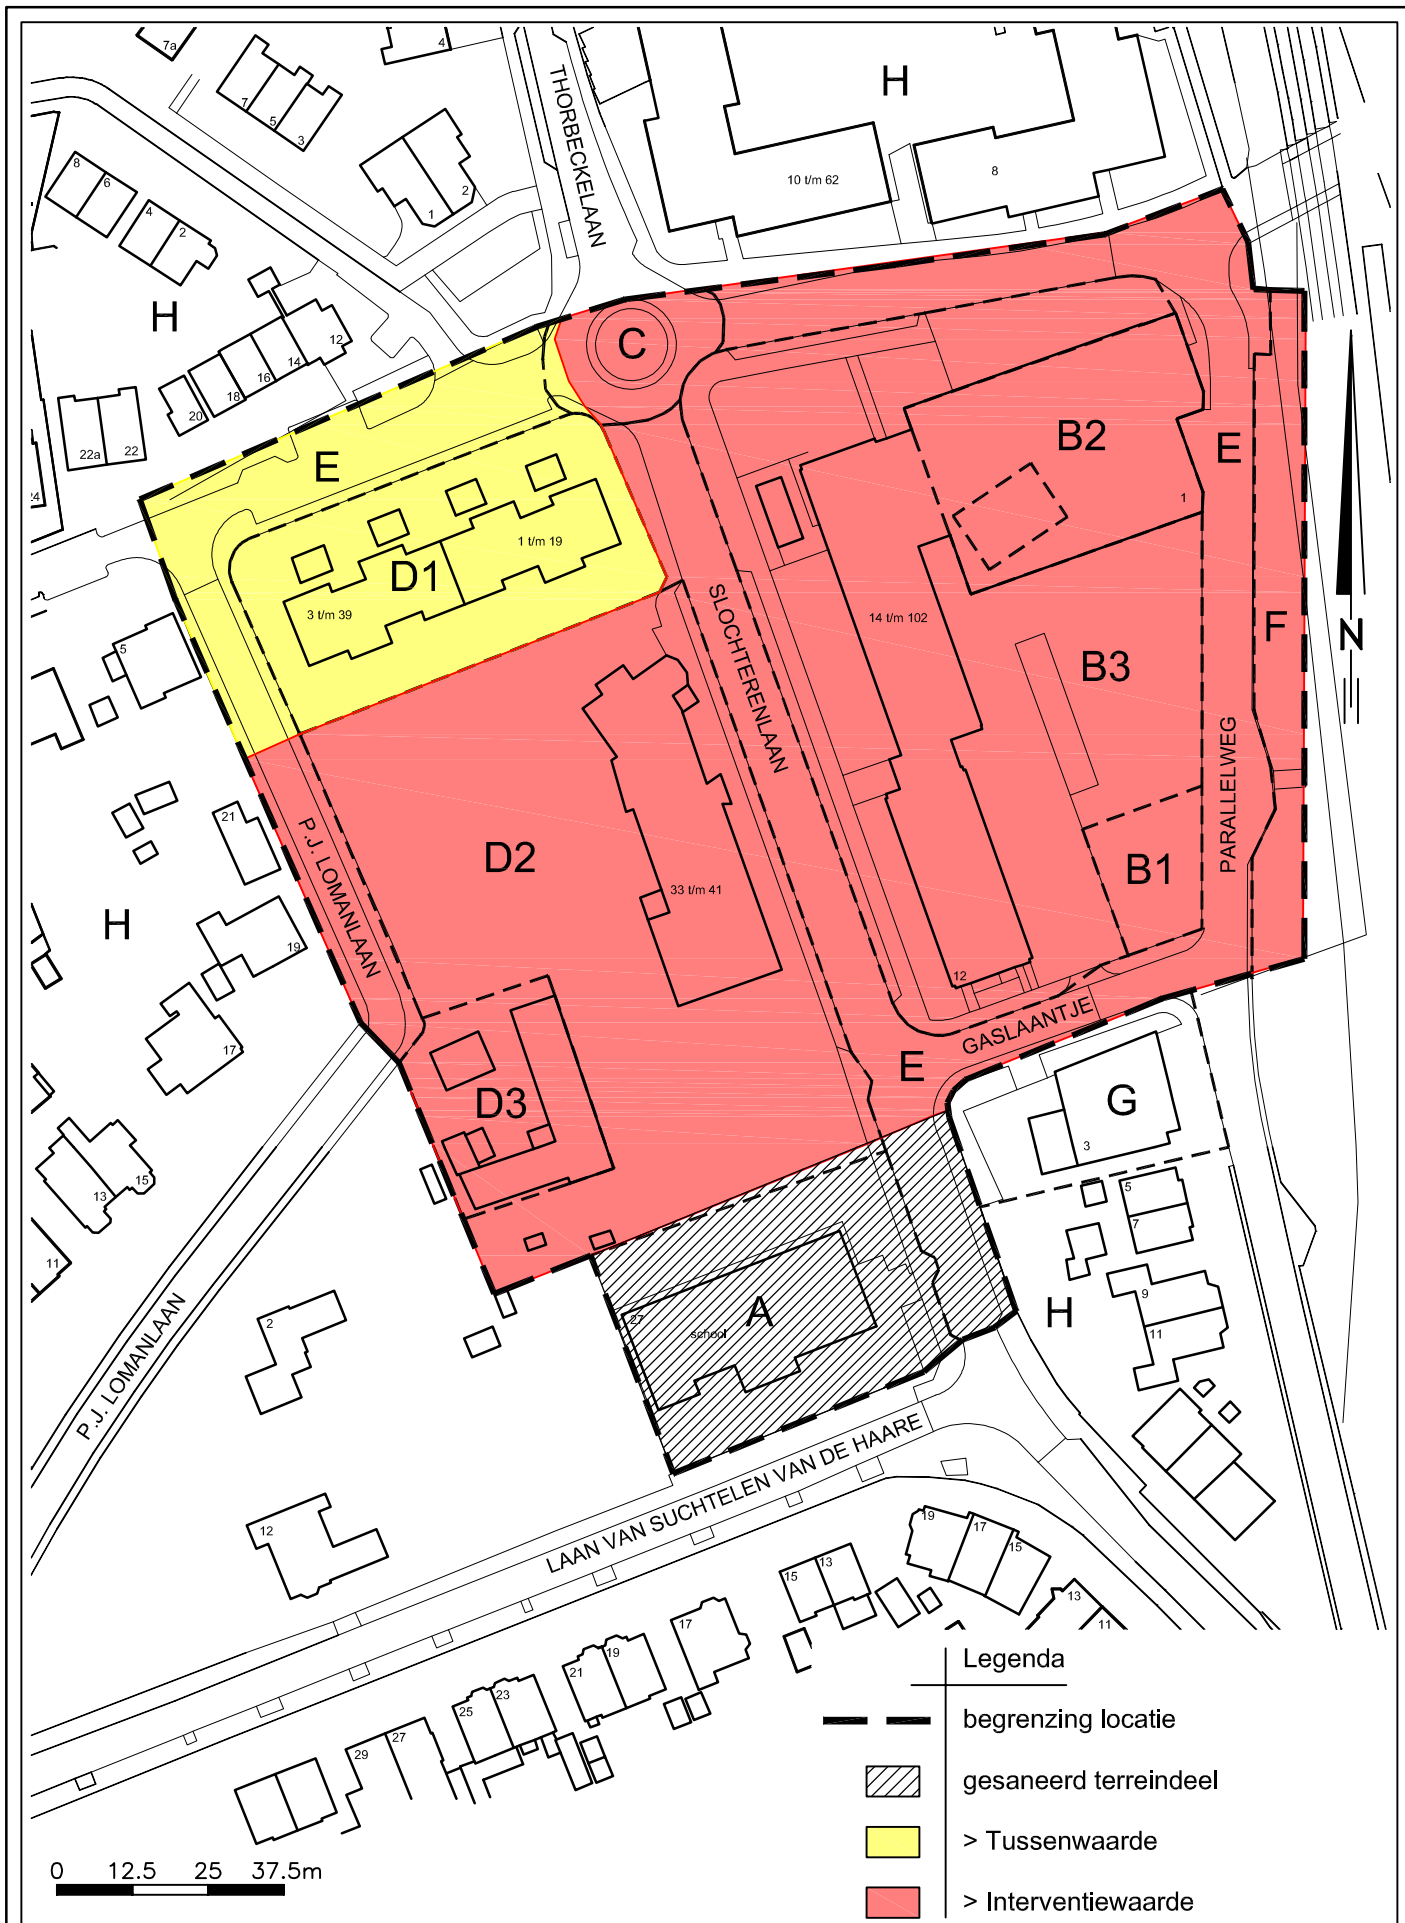 7a
4
7
5
3
THORBECKELAAN
H
8
6
4
2
1
2
10 t/m 62
8
H
12
14
16
18
20
22a
22
24
C
E
B2
1
E
D1
1 t/m 19
3 t/m 39
SLOCHTERENLAAN
14 t/m 102
B3
F
N
5
PARALLELWEG
21
P.J. LOMANLAAN
D2
33 t/m 41
B1
H
19
12
GASLAANTJE
17
E
D3
G
3
15
13
11
5
7
2
9
11
H
A
27
school
P.J. LOMANLAAN
LAAN VAN SUCHTELEN VAN DE HAARE
12
19
17
15
15
13
13
11
17
21
19
25
23
29
27
Legenda
begrenzing locatie
gesaneerd terreindeel
> Tussenwaarde
> Interventiewaarde
0 12.5 25 37.5m